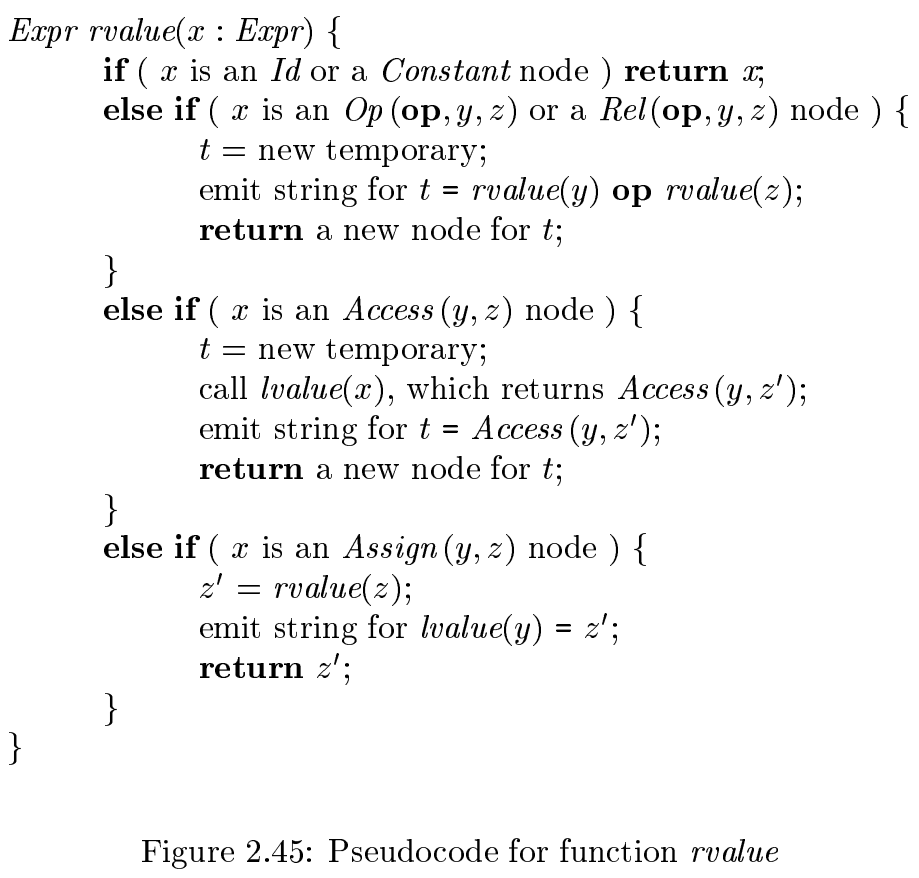 Expr rvalue(x : Expr) {
if ( x is an Id or a Constant node ) return x;
else if ( x is an Op (op, y, z) or a Rel (op, y, z) node ) {
t = new temporary;
emit string for t = rvalue(y) op rvalue(z);
return a new node for t;
}
else if ( x is an Access (y, z) node ) {
t = new temporary;
call lvalue(x), which returns Access (y, z′);
emit string for t = Access (y, z′);
return a new node for t;
}
else if ( x is an Assign (y, z) node ) {
z′ = rvalue(z);
emit string for lvalue(y) = z′;
return z′;
}
}
Figure 2.45: Pseudocode for function rvalue